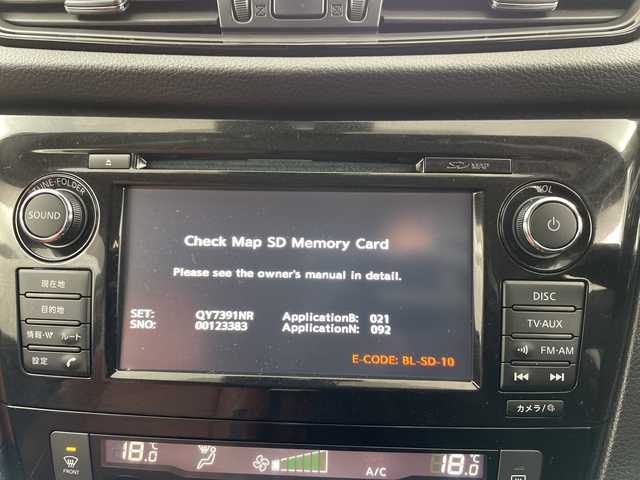 TUNE·FOLDER
SOUND
SD MAP
VOL
Check Map SD Memory Card
Please see the owner's manual in detail.
SET: QY7391NR ApplicationB: 021
SNO: 00123383 ApplicationN: 092
E-CODE: BL-SD-10
現在地
目的地
情報·VV ルート
設定
DISC
TV·AUX
FM·AM
カメラ/
18.0℃
A/C
18.0℃
FRONT